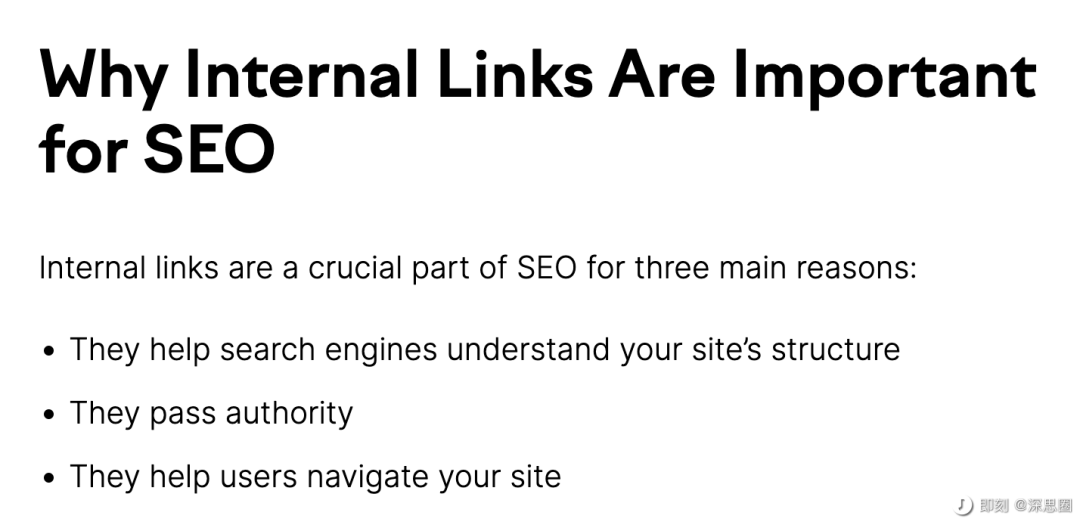 Why Internal Links Are Important
for SEO
Internal links are a crucial part of SEO for three main reasons:
• They help search engines understand your site’s structure
• They pass authority
• They help users navigate your site
即刻 @深思圈